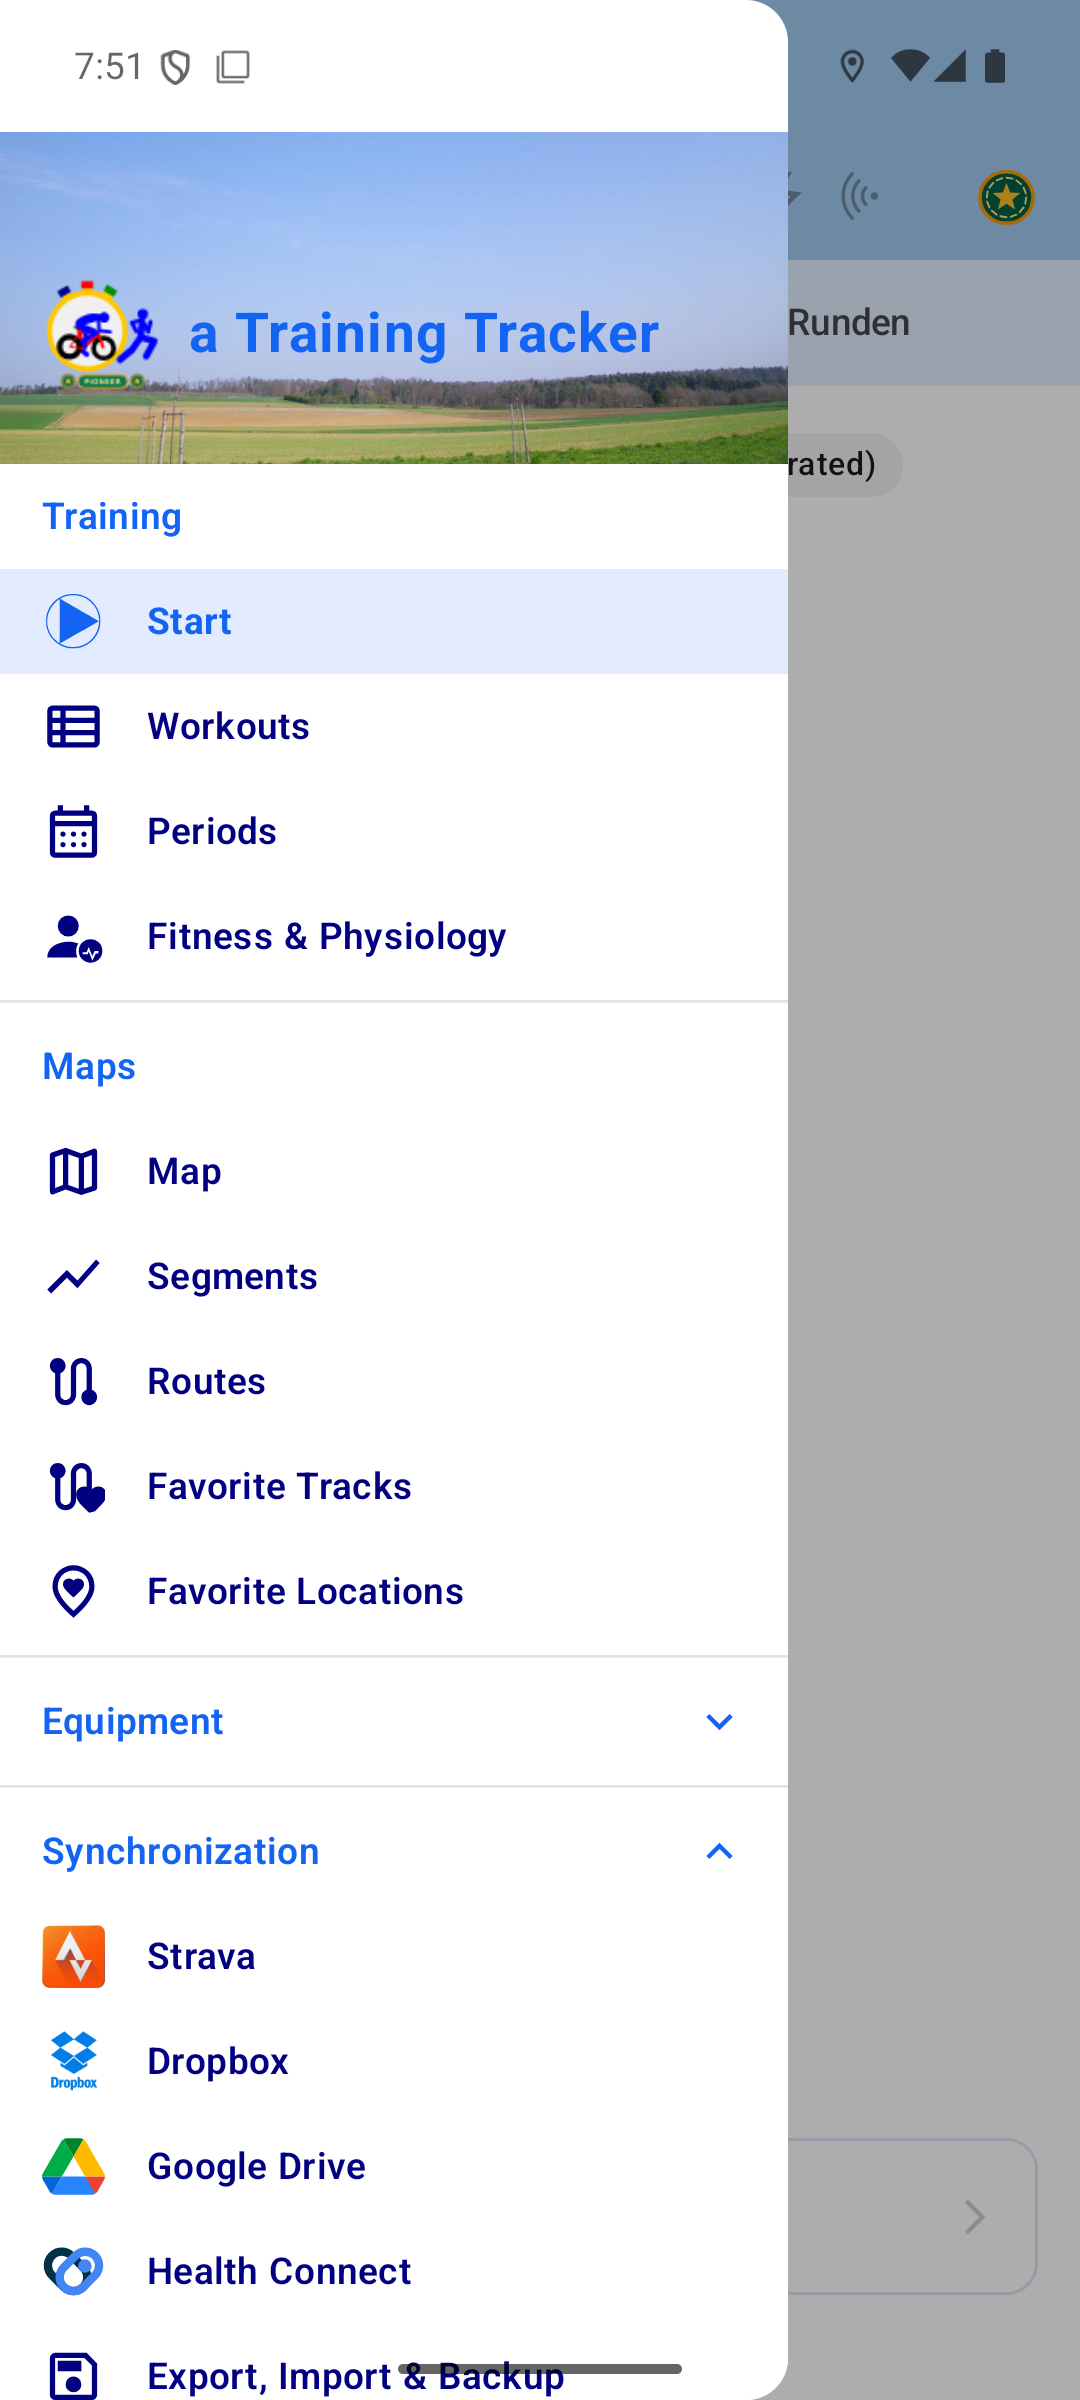 7:51
a Training Tracker
PIONEER
Runden
rated)
Training
Start
Workouts
Periods
Fitness & Physiology
Maps
Map
Segments
Routes
Favorite Tracks
Favorite Locations
Equipment
Synchronization
Strava
Dropbox
Dropbox
Google Drive
Health Connect
Export, Import & Backup